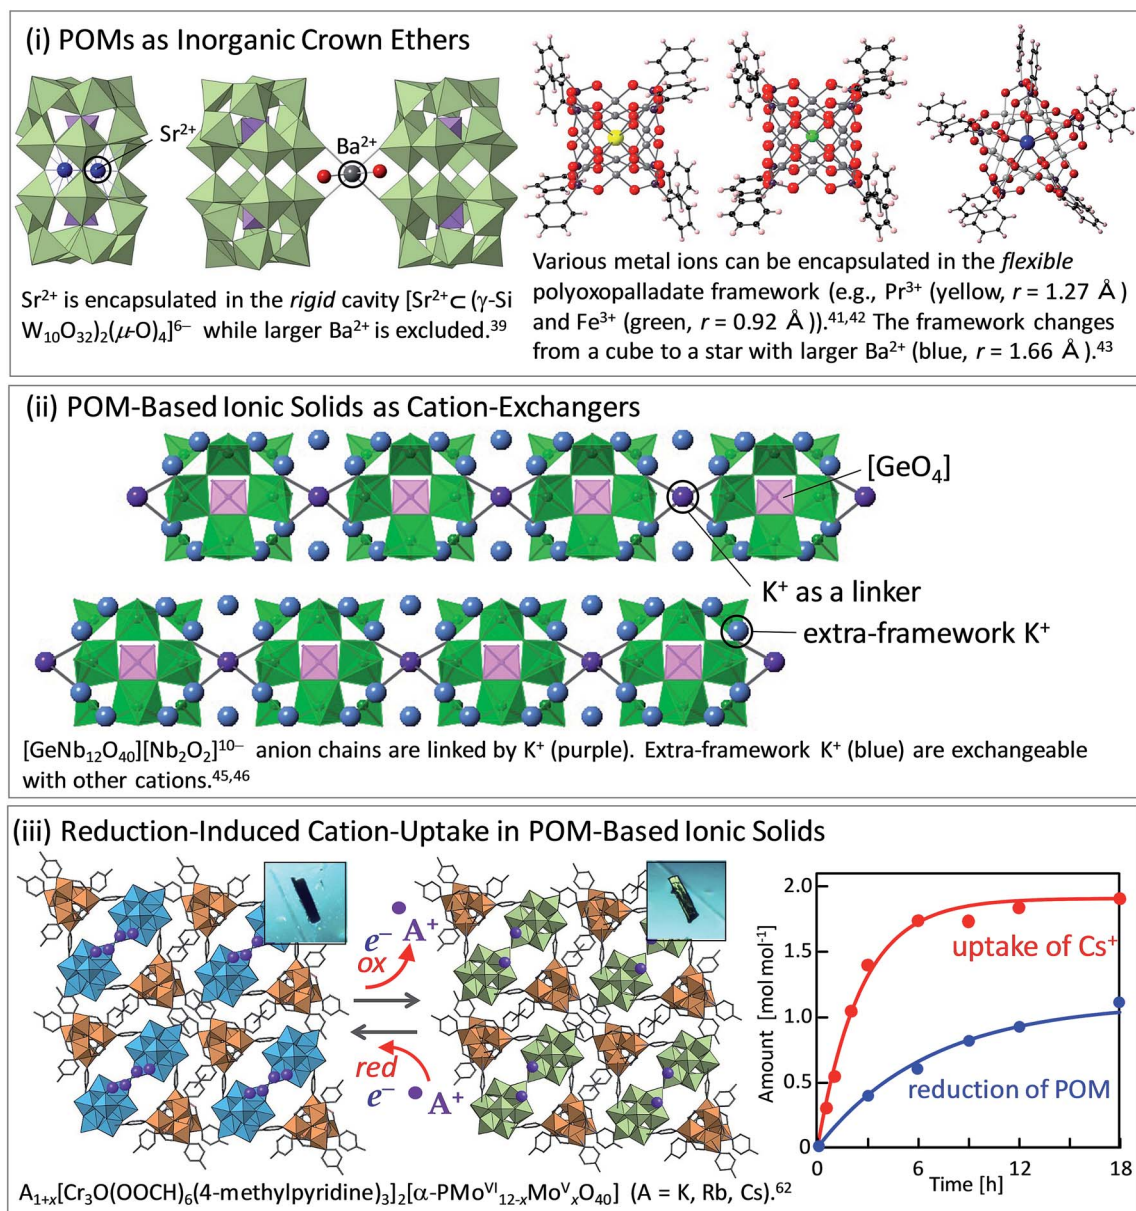 (i) POMs as Inorganic Crown Ethers
Sr²⁺
Ba²⁺
Sr²⁺ is encapsulated in the rigid cavity [Sr²⁺⊂ (γ-Si
W₁₀O₃₂)₂(μ-O)₄]⁶⁻ while larger Ba²⁺ is excluded.³⁹
Various metal ions can be encapsulated in the flexible
polyoxopalladate framework (e.g., Pr³⁺ (yellow, r = 1.27 Å )
and Fe³⁺ (green, r = 0.92 Å )).⁴¹,⁴² The framework changes
from a cube to a star with larger Ba²⁺ (blue, r = 1.66 Å ).⁴³
(ii) POM-Based Ionic Solids as Cation-Exchangers
[GeO₄]
K⁺ as a linker
extra-framework K⁺
[GeNb₁₂O₄₀][Nb₂O₂]¹⁰⁻ anion chains are linked by K⁺ (purple). Extra-framework K⁺ (blue) are exchangeable
with other cations.⁴⁵,⁴⁶
(iii) Reduction-Induced Cation-Uptake in POM-Based Ionic Solids
e⁻ A⁺
ox
red
e⁻ A⁺
Amount [mol mol⁻¹]
2.0
1.5
1.0
0.5
0
uptake of Cs⁺
reduction of POM
0 6 12 18
Time [h]
A₁₊ₓ[Cr₃O(OOCH)₆(4-methylpyridine)₃]₂[α-PMoⱽᴵ₁₂₋ₓMoⱽₓO₄₀] (A = K, Rb, Cs).⁶²